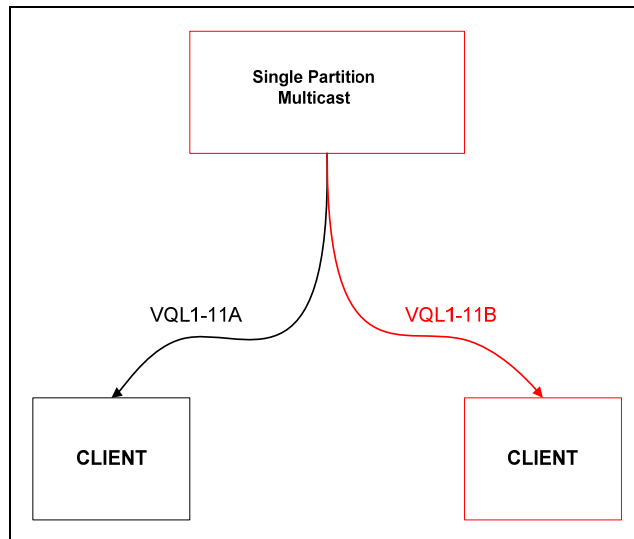 Single Partition
Multicast
VQL1-11A
VQL1-11B
CLIENT
CLIENT